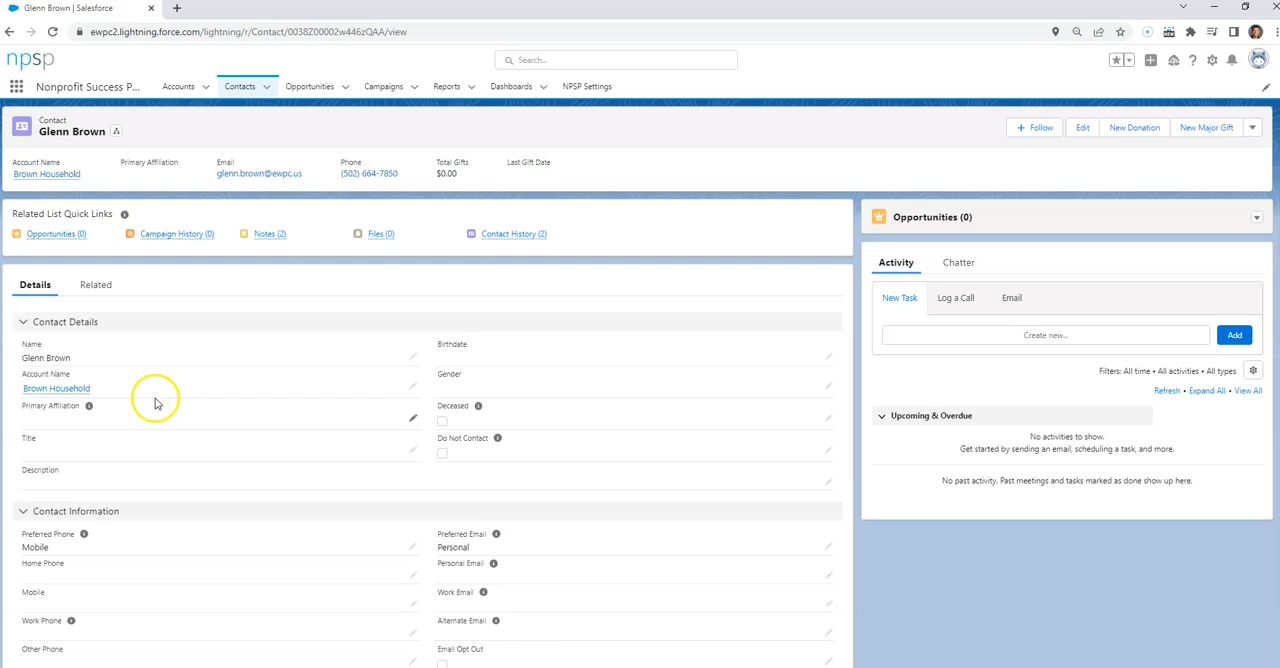 Glenn Brown | Salesforce
ewpc2.lightning.force.com/lightning/r/Contact/0038Z00002w446zQAA/view
npsp
Search...
Nonprofit Success P... Accounts Contacts Opportunities Campaigns Reports Dashboards NPSP Settings
Contact
Glenn Brown
+ Follow Edit New Donation New Major Gift
Account Name Primary Affiliation Email Phone Total Gifts Last Gift Date
Brown Household glenn.brown@ewpc.us (502) 664-7850 $0.00
Related List Quick Links
Opportunities (0) Campaign History (0) Notes (2) Files (0) Contact History (2)
Opportunities (0)
Activity Chatter
New Task Log a Call Email
Create new... Add
Filters: All time • All activities • All types
Refresh • Expand All • View All
Upcoming & Overdue
No activities to show.
Get started by sending an email, scheduling a task, and more.
No past activity. Past meetings and tasks marked as done show up here.
Details Related
Contact Details
Name Birthdate
Glenn Brown
Account Name Gender
Brown Household
Primary Affiliation Deceased
Title Do Not Contact
Description
Contact Information
Preferred Phone Preferred Email
Mobile Personal
Home Phone Personal Email
Mobile Work Email
Work Phone Alternate Email
Other Phone Email Opt Out